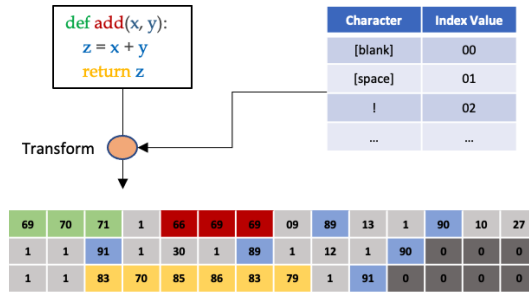 def add(x, y):
z = x + y
return z
Character Index Value
[blank] 00
[space] 01
! 02
... ...
Transform
69 70 71 1 66 69 69 09 89 13 1 90 10 27
1 1 91 1 30 1 89 1 12 1 90 0 0 0
1 1 83 70 85 86 83 79 1 91 0 0 0 0